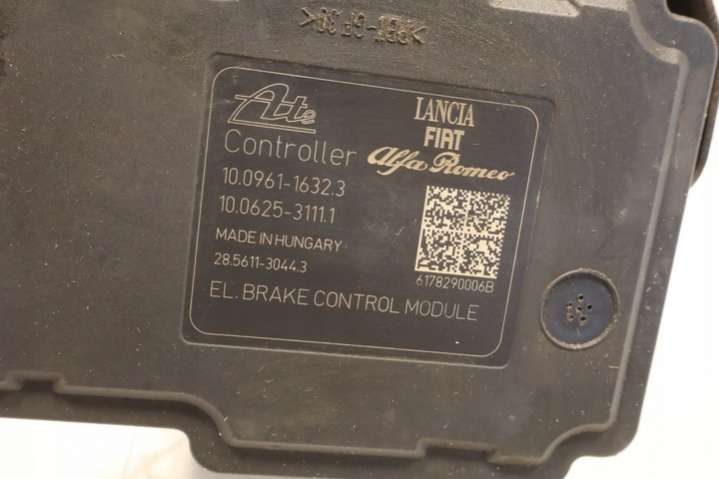 Ate
LANCIA
FIAT
Alfa Romeo
Controller
10.0961-1632.3
10.0625-3111.1
MADE IN HUNGARY
28.5611-3044.3
6178290006B
EL. BRAKE CONTROL MODULE